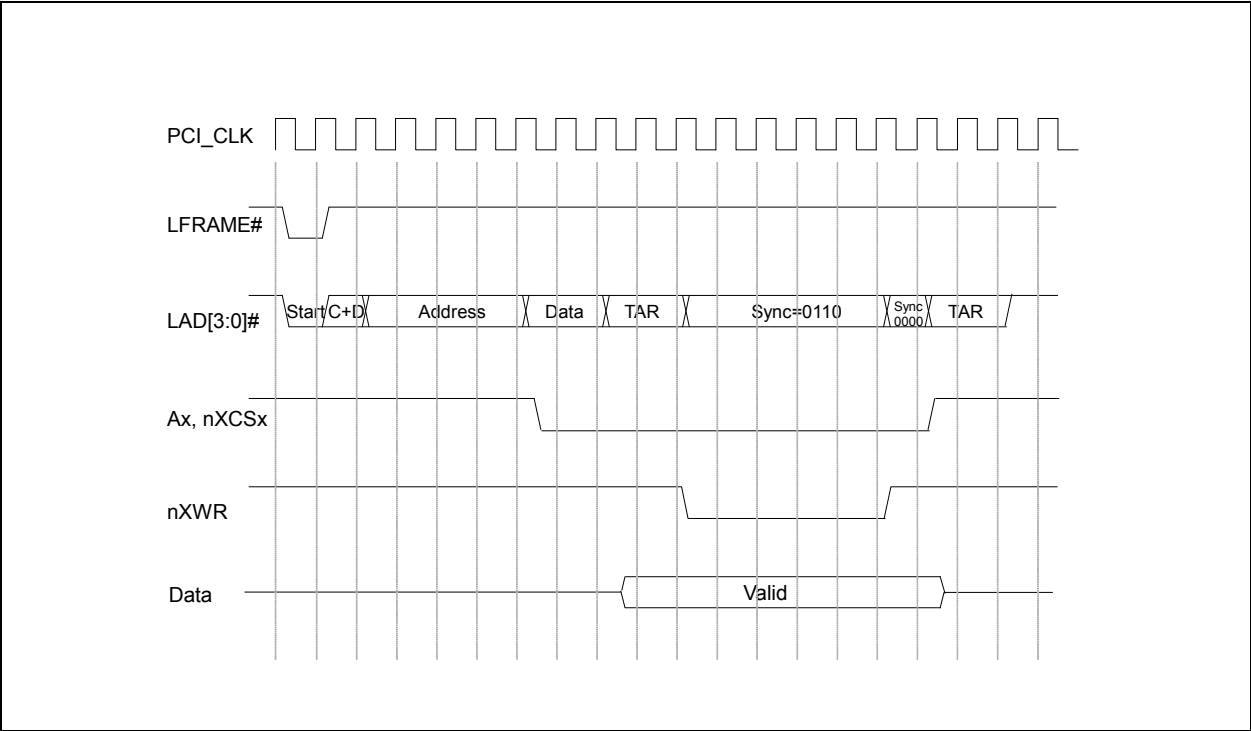 PCI_CLK
LFRAME#
LAD[3:0]# Start C+D Address Data TAR Sync=0110 Sync 0000 TAR
Ax, nXCSx
nXWR
Data Valid